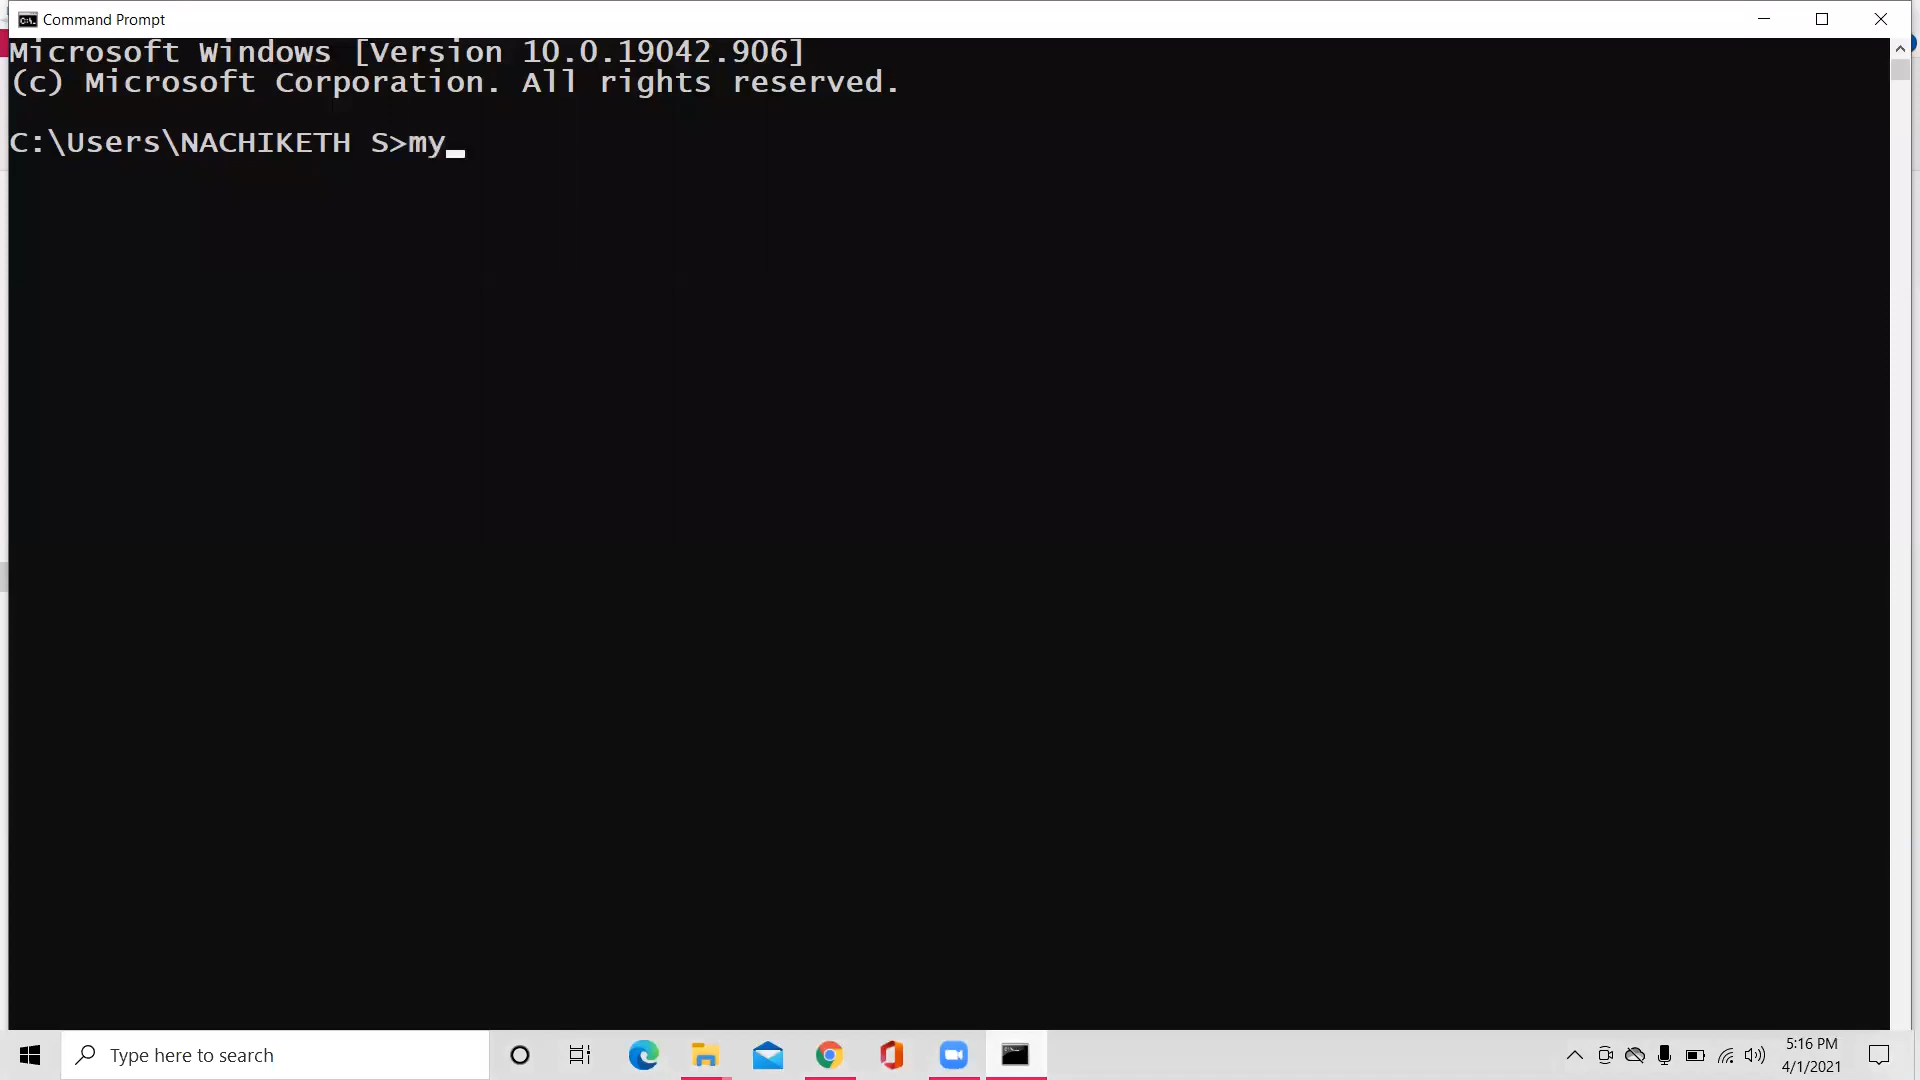 Command Prompt
Microsoft Windows [Version 10.0.19042.906]
(c) Microsoft Corporation. All rights reserved.
C:\Users\NACHIKETH S>my_
Type here to search
5:16 PM
4/1/2021